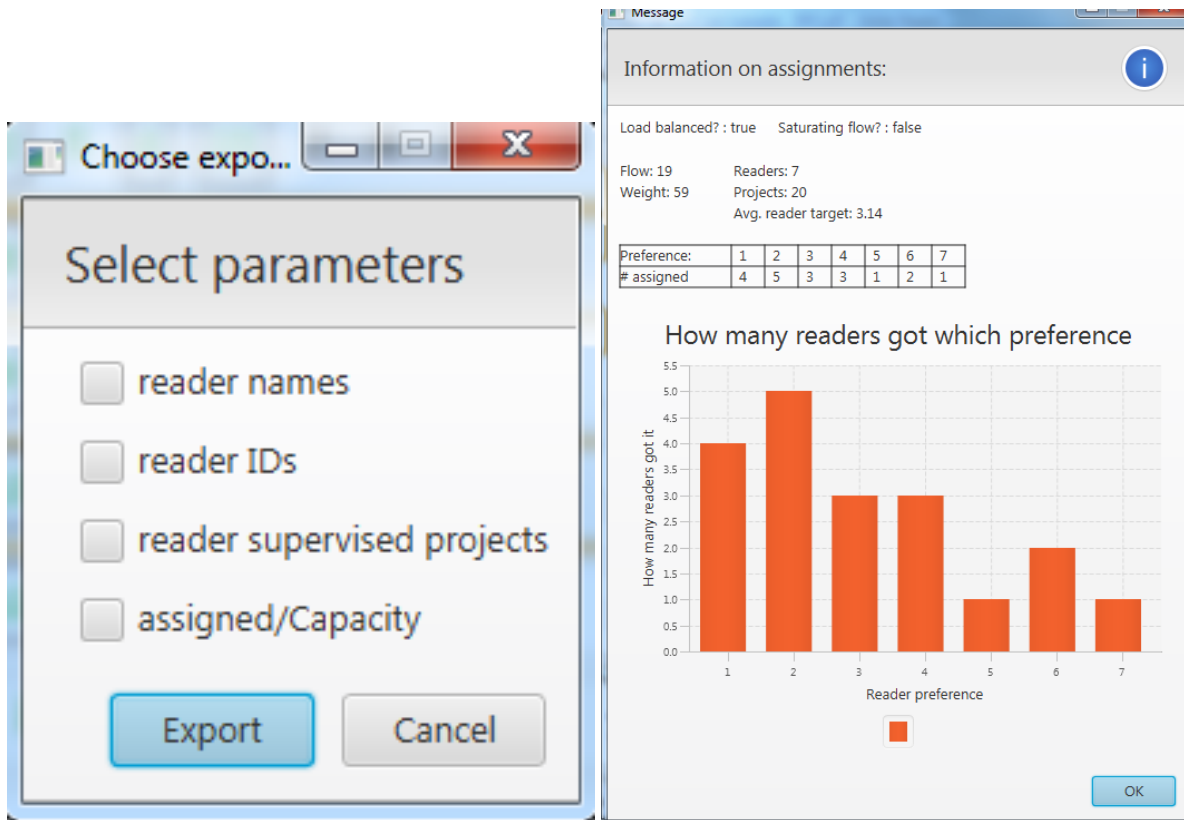 Choose expo...
Select parameters
reader names
reader IDs
reader supervised projects
assigned/Capacity
Export Cancel
Message
Information on assignments:
i
Load balanced? : true Saturating flow? : false
Flow: 19 Readers: 7
Weight: 59 Projects: 20
Avg. reader target: 3.14
Preference: 1 2 3 4 5 6 7
# assigned 4 5 3 3 1 2 1
How many readers got which preference
How many readers got it
5.5
5.0
4.5
4.0
3.5
3.0
2.5
2.0
1.5
1.0
0.5
0.0
1 2 3 4 5 6 7
Reader preference
OK